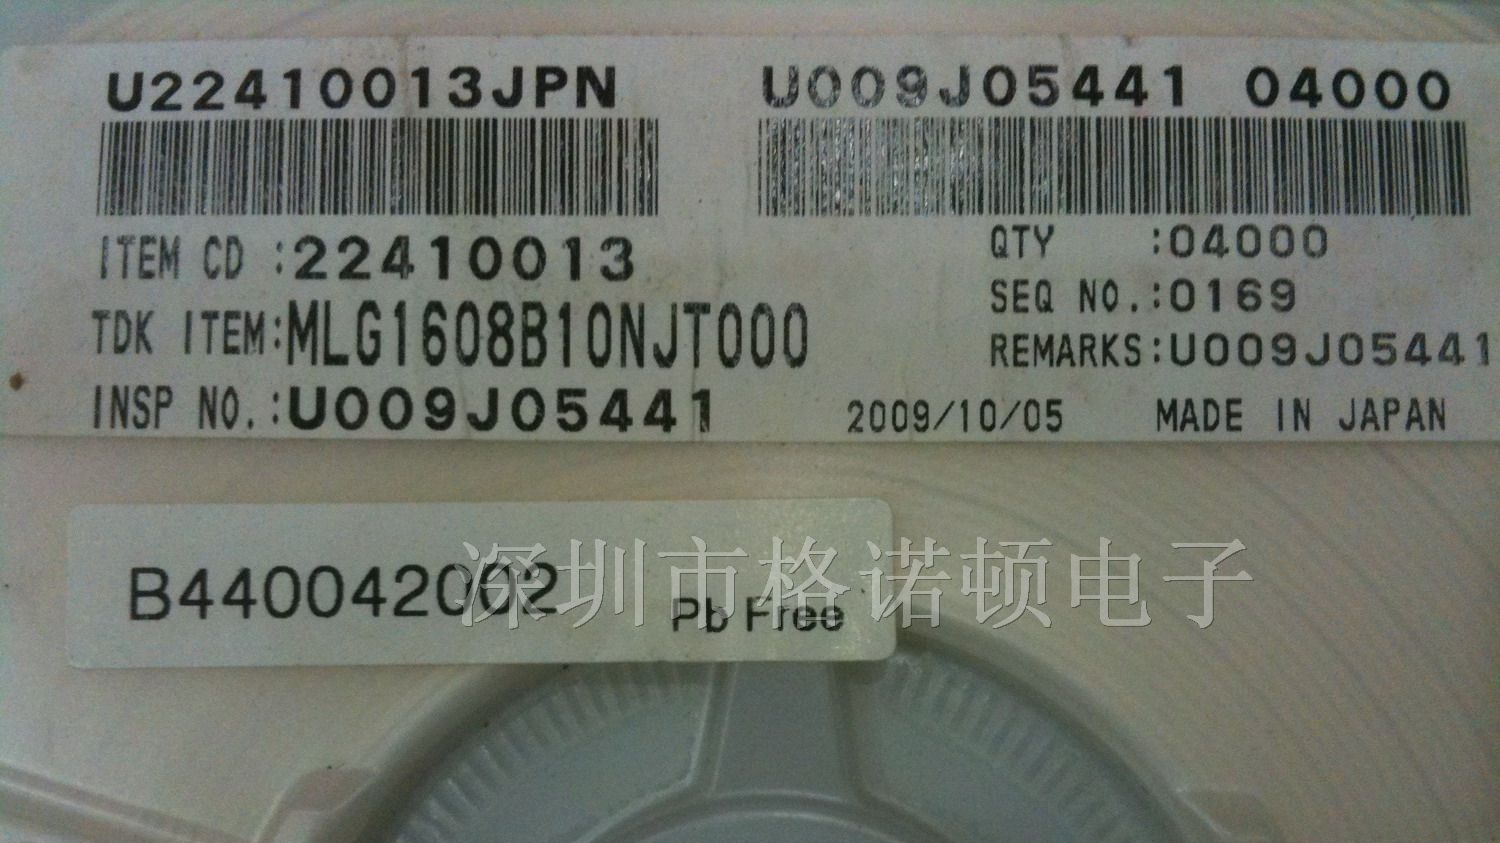 U22410013JPN
U009J05441 04000
ITEM CD :22410013
QTY :04000
SEQ NO.:0169
TDK ITEM:MLG1608B10NJT000
REMARKS:U009J05441
INSP NO.:U009J05441
2009/10/05 MADE IN JAPAN
B440042002
Pb Free
深圳市格诺顿电子